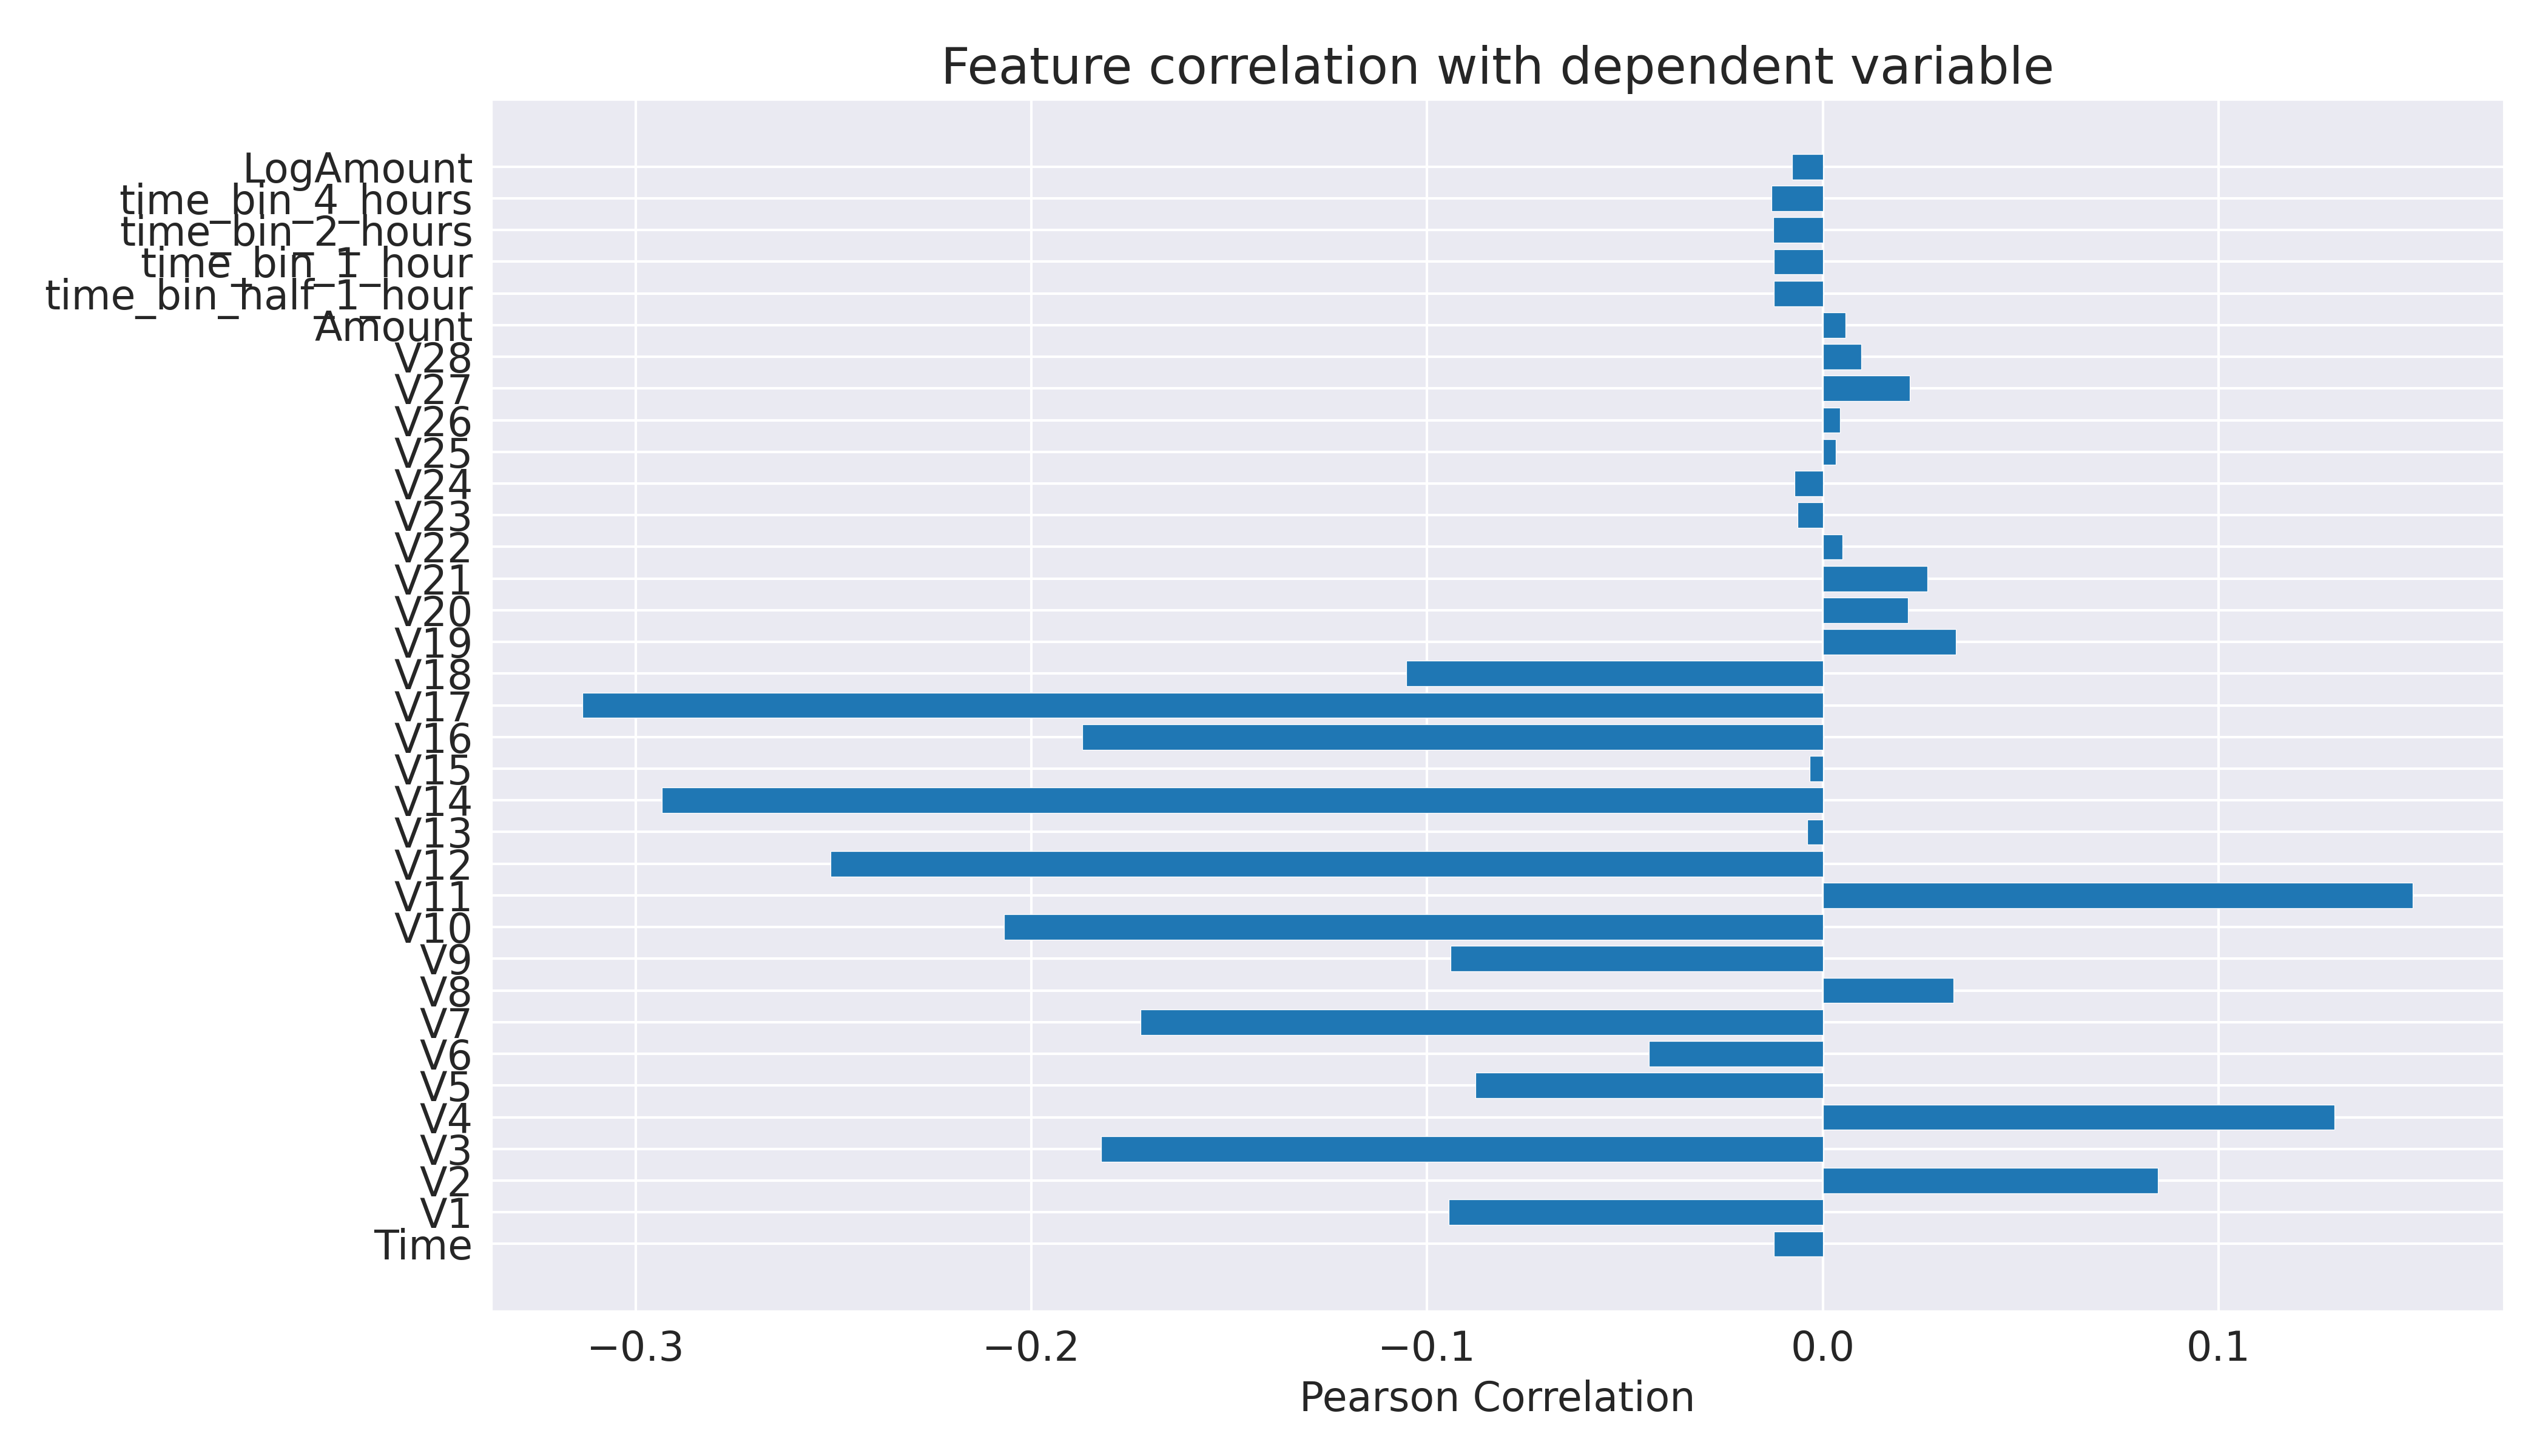 Feature correlation with dependent variable
LogAmount
time_bin_4_hours
time_bin_2_hours
time_bin_1_hour
time_bin_half_1_hour
Amount
V28
V27
V26
V25
V24
V23
V22
V21
V20
V19
V18
V17
V16
V15
V14
V13
V12
V11
V10
V9
V8
V7
V6
V5
V4
V3
V2
V1
Time
−0.3 −0.2 −0.1 0.0 0.1
Pearson Correlation